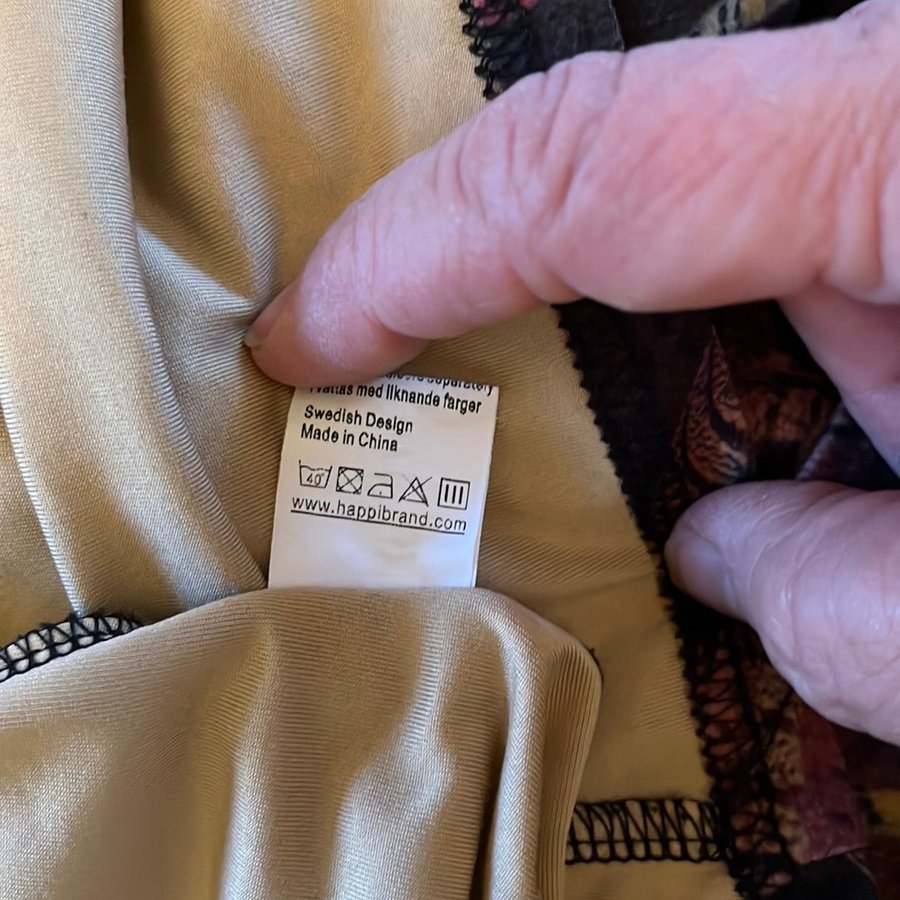 Tvättas med liknande färger
Swedish Design
Made in China
40°
www.happibrand.com